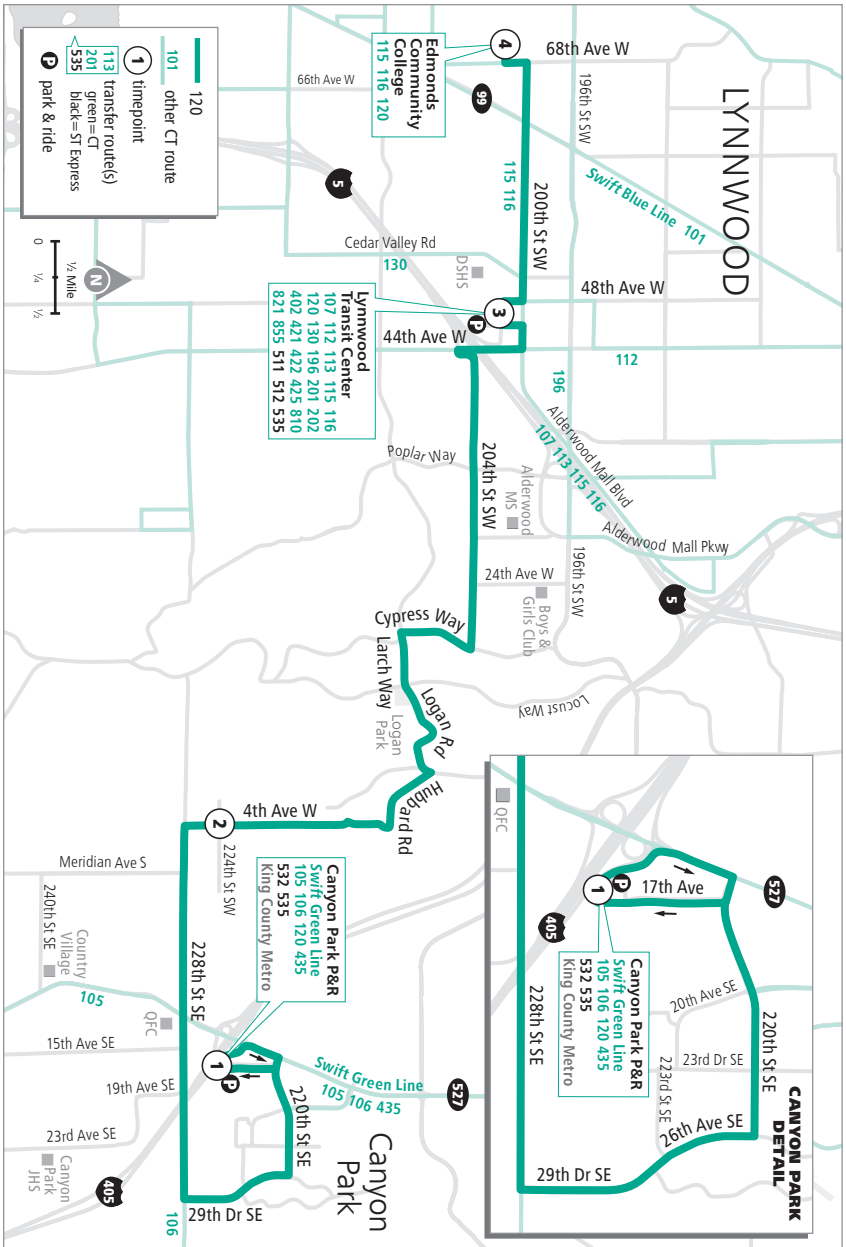 LYNNWOOD
68th Ave W
66th Ave W
196th St SW
Swift Blue Line 101
99
4
Edmonds
Community
College
115 116 120
115 116
200th St SW
5
Cedar Valley Rd
130
DSHS
48th Ave W
3
P
44th Ave W
112
196
Lynnwood
Transit Center
107 112 113 115 116
120 130 196 201 202
402 421 422 425 810
821 855 511 512 535
Alderwood Mall Blvd
107 113 115 116
Alderwood Mall Pkwy
Poplar Way
Alderwood
MS
204th St SW
196th St SW
24th Ave W
Boys &
Girls Club
5
Cypress Way
Larch Way
Locust Way
Logan Rd
Logan
Park
Hubbard Rd
4th Ave W
2
224th St SW
Meridian Ave S
240th St SE
Country
Village
228th St SE
105
QFC
15th Ave SE
19th Ave SE
23rd Ave SE
Canyon
Park
JHS
405
Canyon Park P&R
Swift Green Line
105 106 120 435
532 535
King County Metro
1
P
Swift Green Line
105 106 435
527
220th St SE
Canyon
Park
29th Dr SE
106
CANYON PARK
DETAIL
QFC
405
527
17th Ave
1
P
Canyon Park P&R
Swift Green Line
105 106 120 435
532 535
King County Metro
20th Ave SE
220th St SE
23rd Dr SE
223rd St SE
26th Ave SE
228th St SE
29th Dr SE
120
101 other CT route
1 timepoint
113 transfer route(s)
201 green=CT
535 black=ST Express
P park & ride
0 1/4 1/2
½ Mile
N